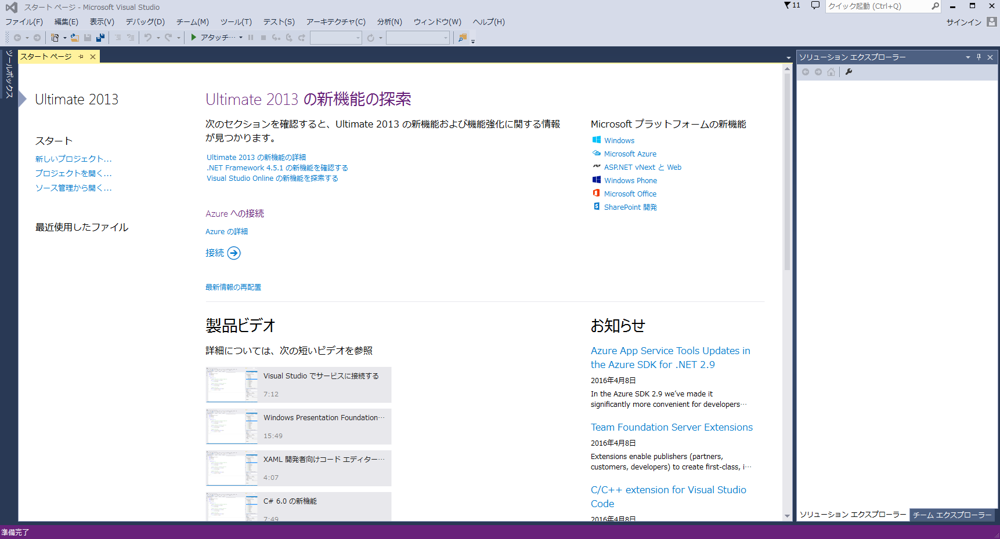 スタート ページ - Microsoft Visual Studio
11
クイック起動 (Ctrl+Q)
ファイル(F) 編集(E) 表示(V) デバッグ(D) チーム(M) ツール(T) テスト(S) アーキテクチャ(C) 分析(N) ウィンドウ(W) ヘルプ(H)
サインイン
アタッチ…
ツールボックス
スタート ページ
Ultimate 2013
スタート
新しいプロジェクト...
プロジェクトを開く...
ソース管理から開く...
最近使用したファイル
Ultimate 2013 の新機能の探索
次のセクションを確認すると、Ultimate 2013 の新機能および機能強化に関する情報
が見つかります。
Ultimate 2013 の新機能の詳細
.NET Framework 4.5.1 の新機能を確認する
Visual Studio Online の新機能を探索する
Azure への接続
Azure の詳細
接続
最新情報の再配置
Microsoft プラットフォームの新機能
Windows
Microsoft Azure
ASP.NET vNext と Web
Windows Phone
Microsoft Office
SharePoint 開発
製品ビデオ
詳細については、次の短いビデオを参照
Visual Studio でサービスに接続する
7:12
Windows Presentation Foundation…
15:49
XAML 開発者向けコード エディター…
4:07
C# 6.0 の新機能
7:49
お知らせ
Azure App Service Tools Updates in
the Azure SDK for .NET 2.9
2016年4月8日
In the Azure SDK 2.9 we’ve made it
significantly more convenient for developers…
Team Foundation Server Extensions
2016年4月8日
Extensions enable publishers (partners,
customers, developers) to create first-class, i…
C/C++ extension for Visual Studio
Code
2016年4月8日
ソリューション エクスプローラー
ソリューション エクスプローラー
チーム エクスプローラー
準備完了